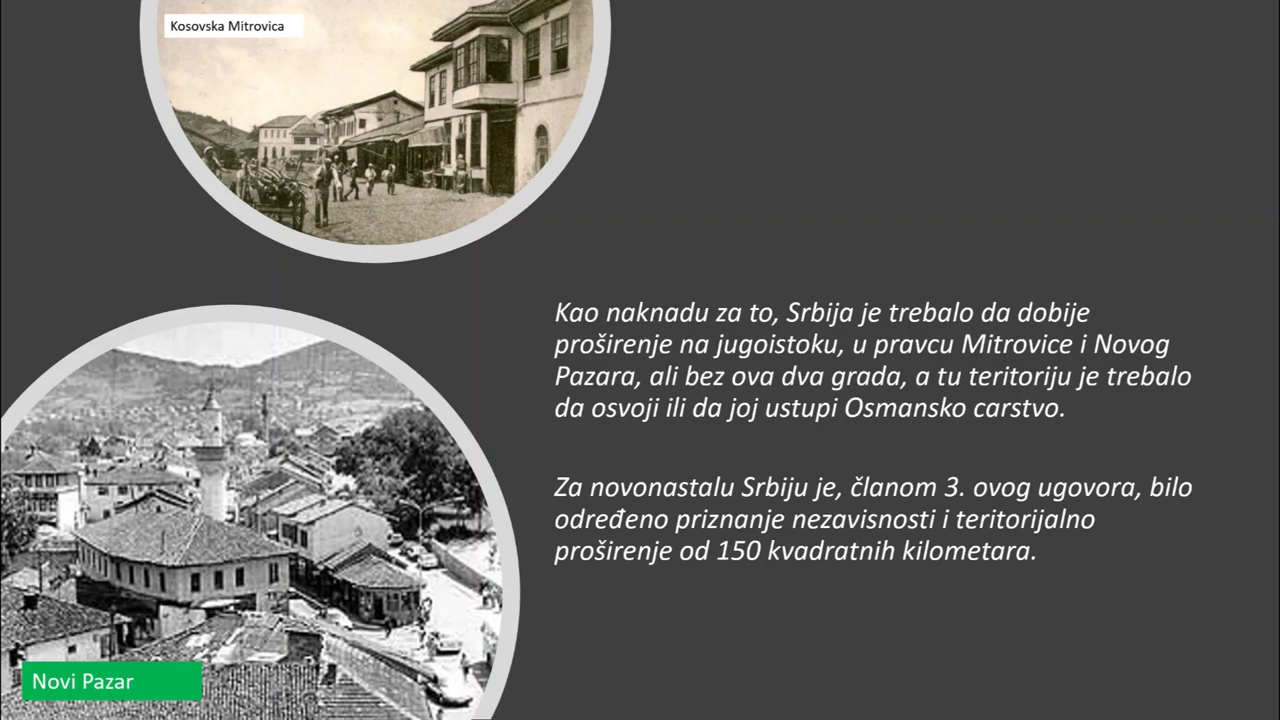 Kosovska Mitrovica
Kao naknadu za to, Srbija je trebalo da dobije
proširenje na jugoistoku, u pravcu Mitrovice i Novog
Pazara, ali bez ova dva grada, a tu teritoriju je trebalo
da osvoji ili da joj ustupi Osmansko carstvo.
Za novonastalu Srbiju je, članom 3. ovog ugovora, bilo
određeno priznanje nezavisnosti i teritorijalno
proširenje od 150 kvadratnih kilometara.
Novi Pazar